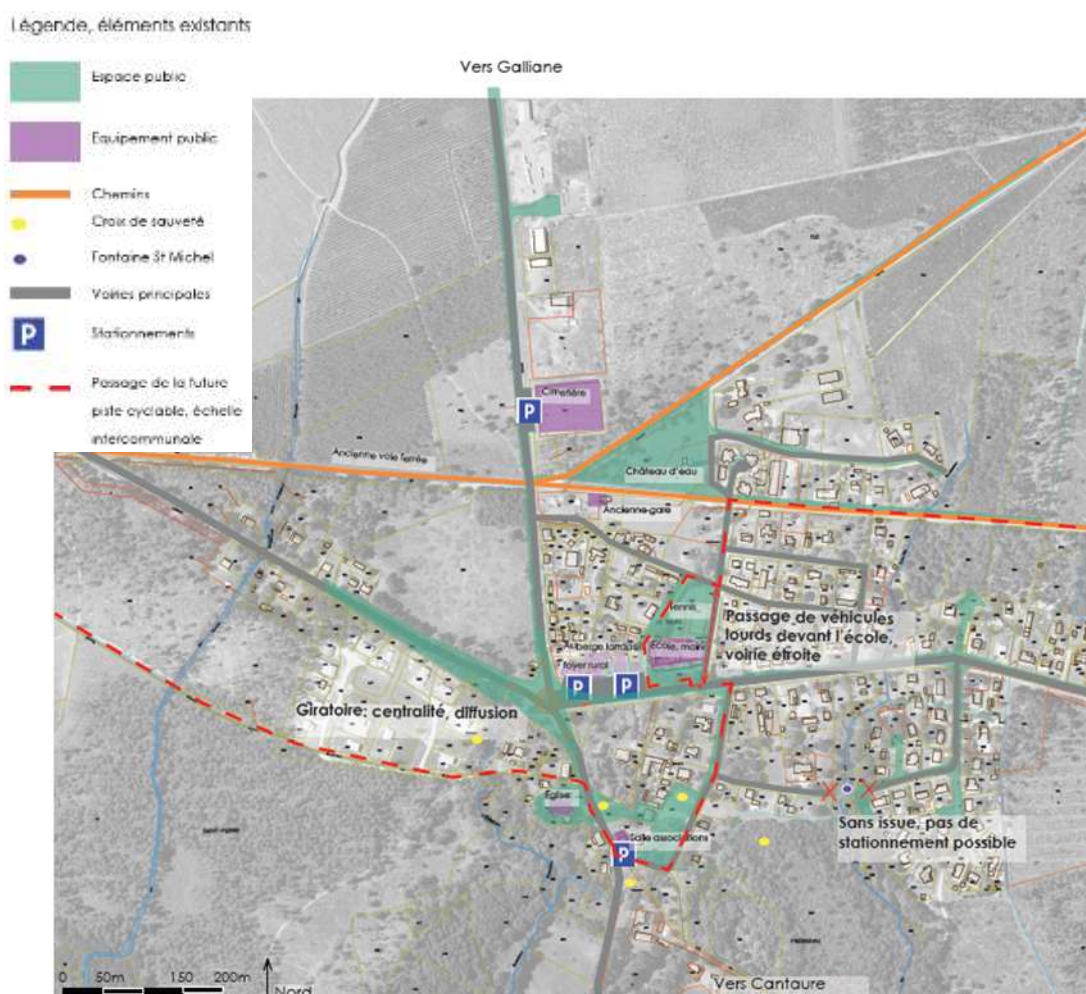 Légende, éléments existants
Espace public
Equipement public
Chemins
Croix de sauveté
Fontaine St Michel
Voiries principales
P
Stationnements
Passage de la future
piste cyclable, échelle
intercommunale
Vers Galliane
Cimetière
P
Ancienne voie ferrée
Château d'eau
Ancienne gare
Tennis,
Passage de véhicules
lourds devant l'école,
voirie étroite
École, mairie
foyer rural
P
P
Giratoire: centralité, diffusion
Église
Salle associations
P
Sans issue, pas de
stationnement possible
Vers Cantaure
0 50m 150 200m
Nord